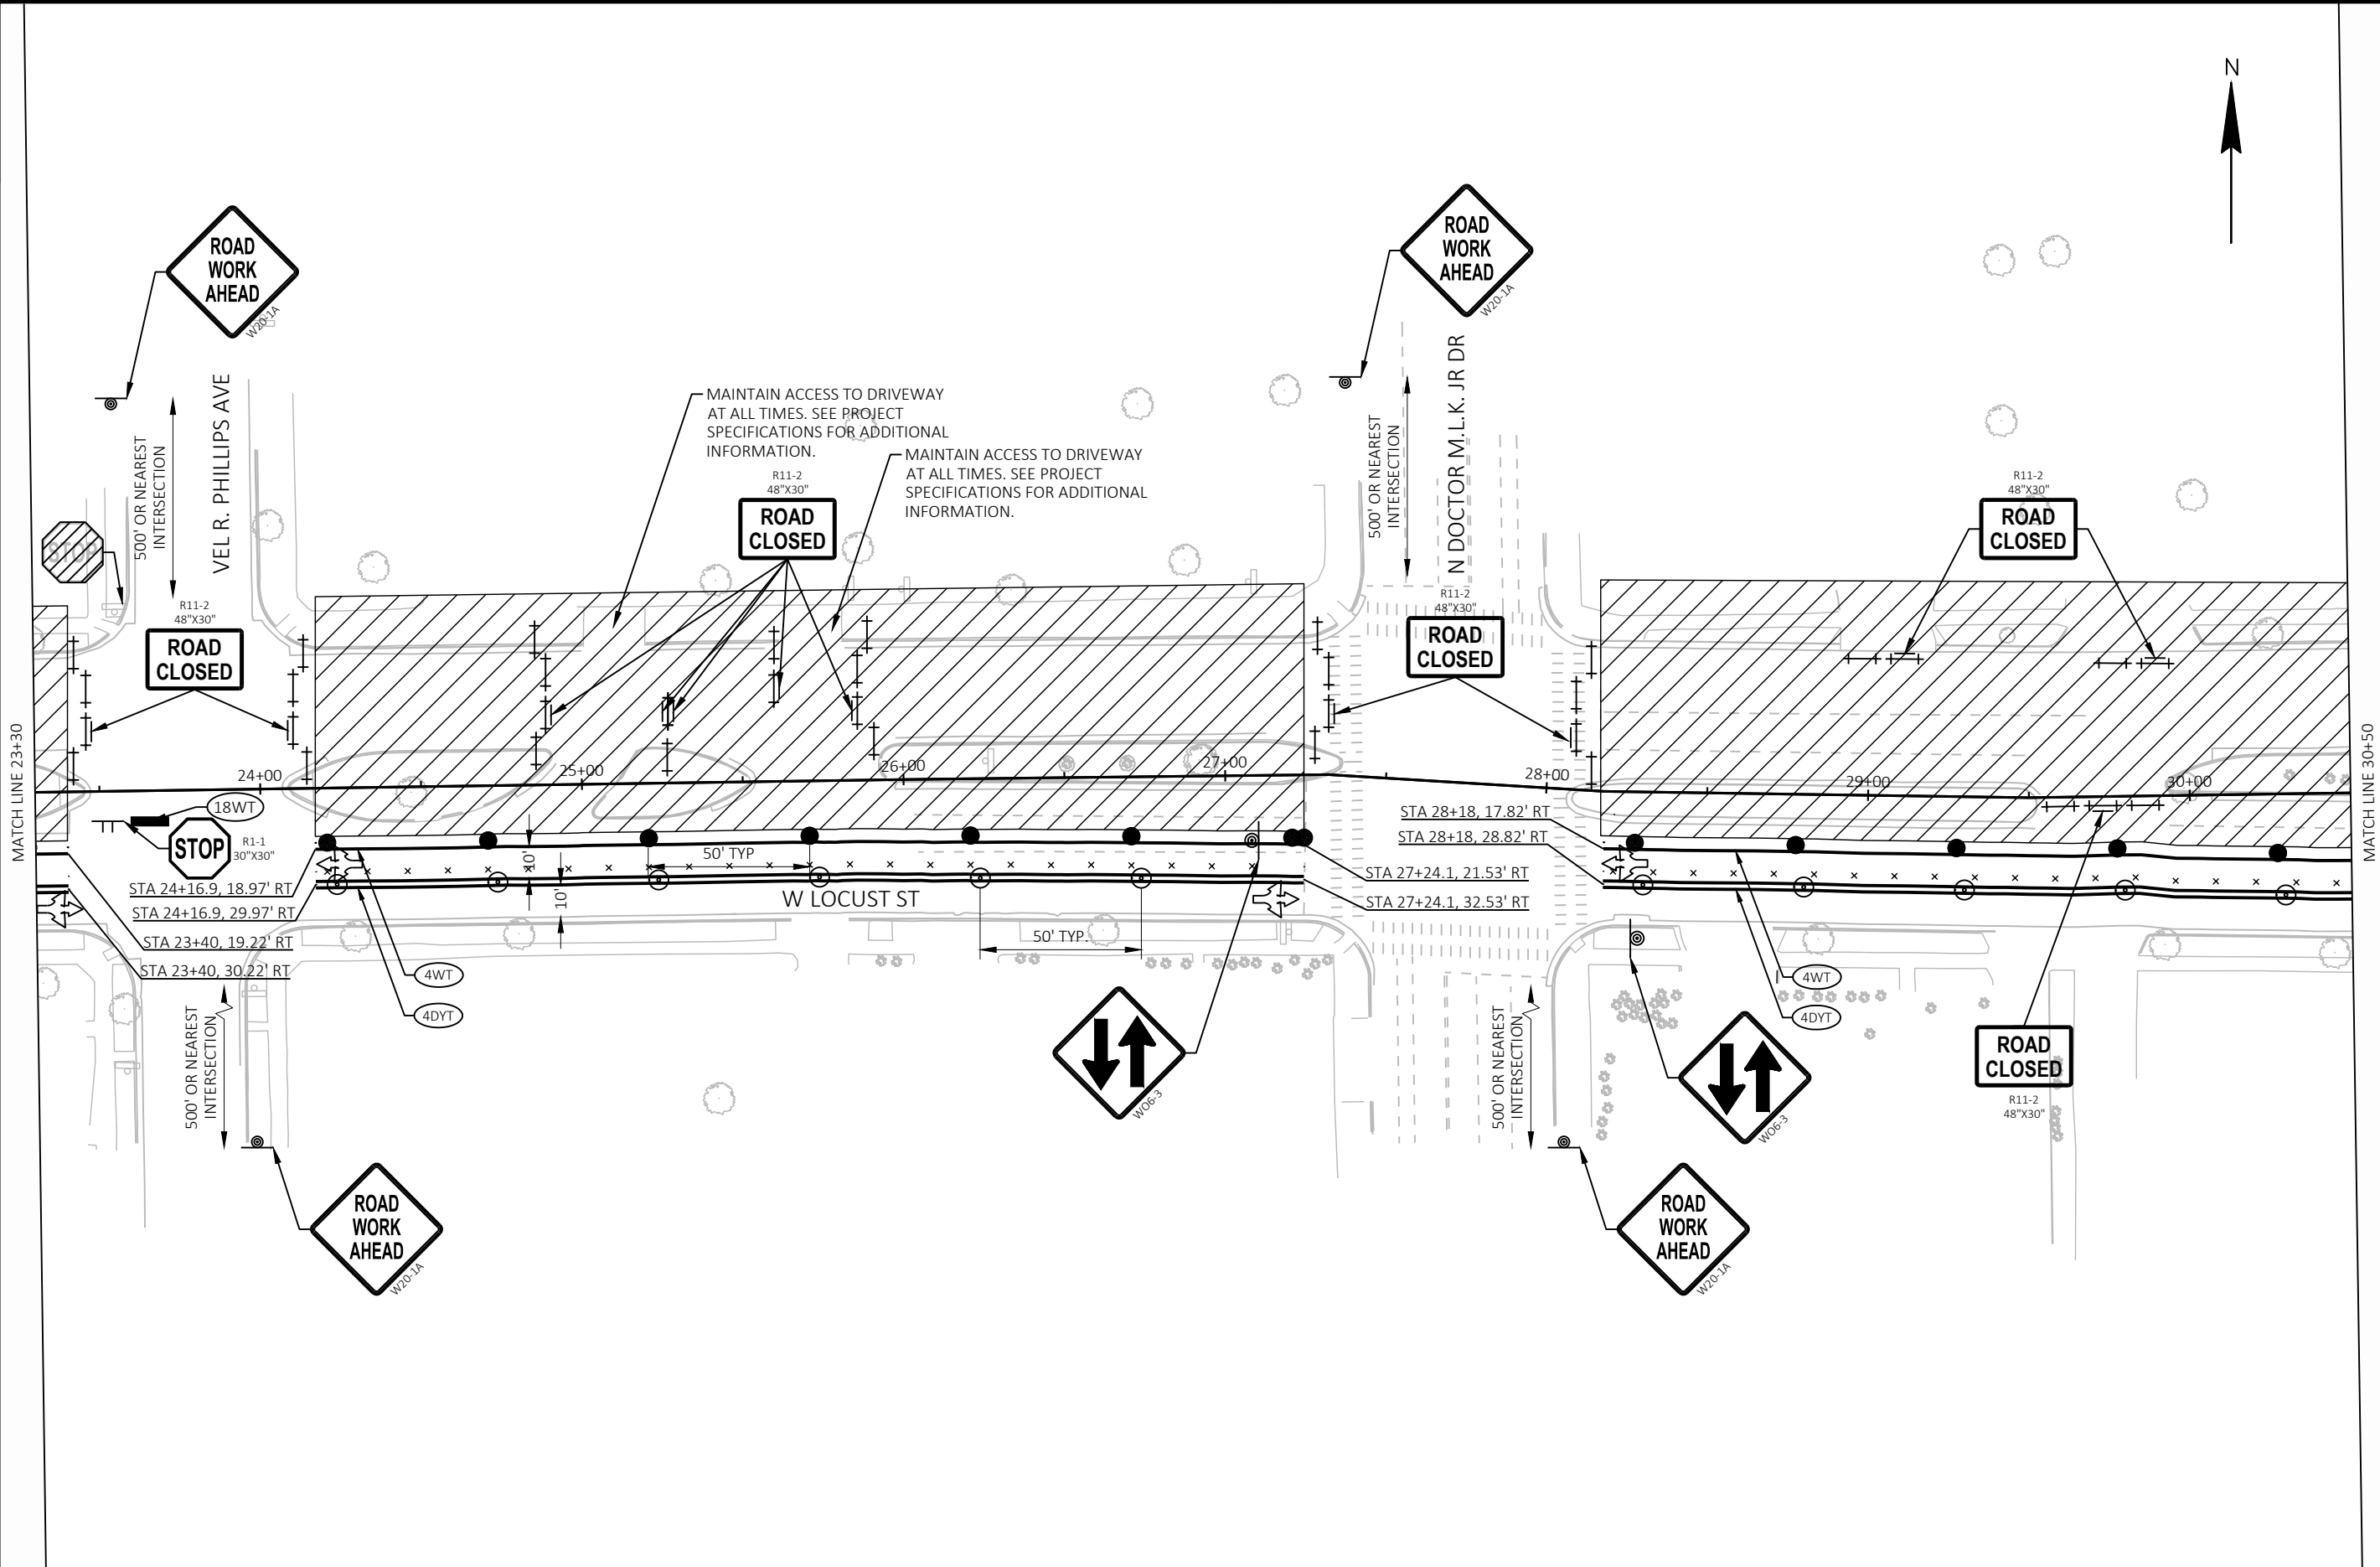 N
ROAD
WORK
AHEAD
W20-1A
ROAD
WORK
AHEAD
W20-1A
VEL R. PHILLIPS AVE
500' OR NEAREST
INTERSECTION
N DOCTOR M.L.K. JR DR
500' OR NEAREST
INTERSECTION
MAINTAIN ACCESS TO DRIVEWAY
AT ALL TIMES. SEE PROJECT
SPECIFICATIONS FOR ADDITIONAL
INFORMATION.
MAINTAIN ACCESS TO DRIVEWAY
AT ALL TIMES. SEE PROJECT
SPECIFICATIONS FOR ADDITIONAL
INFORMATION.
R11-2
48"X30"
ROAD
CLOSED
R11-2
48"X30"
ROAD
CLOSED
STOP
R11-2
48"X30"
ROAD
CLOSED
R11-2
48"X30"
ROAD
CLOSED
MATCH LINE 23+30
MATCH LINE 30+50
24+00
25+00
26+00
27+00
28+00
29+00
30+00
18WT
STOP
R1-1
30"X30"
STA 24+16.9, 18.97' RT
STA 24+16.9, 29.97' RT
STA 23+40, 19.22' RT
STA 23+40, 30.22' RT
10'
10'
50' TYP
W LOCUST ST
50' TYP.
STA 28+18, 17.82' RT
STA 28+18, 28.82' RT
STA 27+24.1, 21.53' RT
STA 27+24.1, 32.53' RT
4WT
4DYT
4WT
4DYT
500' OR NEAREST
INTERSECTION
500' OR NEAREST
INTERSECTION
WO6-3
WO6-3
ROAD
CLOSED
R11-2
48"X30"
ROAD
WORK
AHEAD
W20-1A
ROAD
WORK
AHEAD
W20-1A